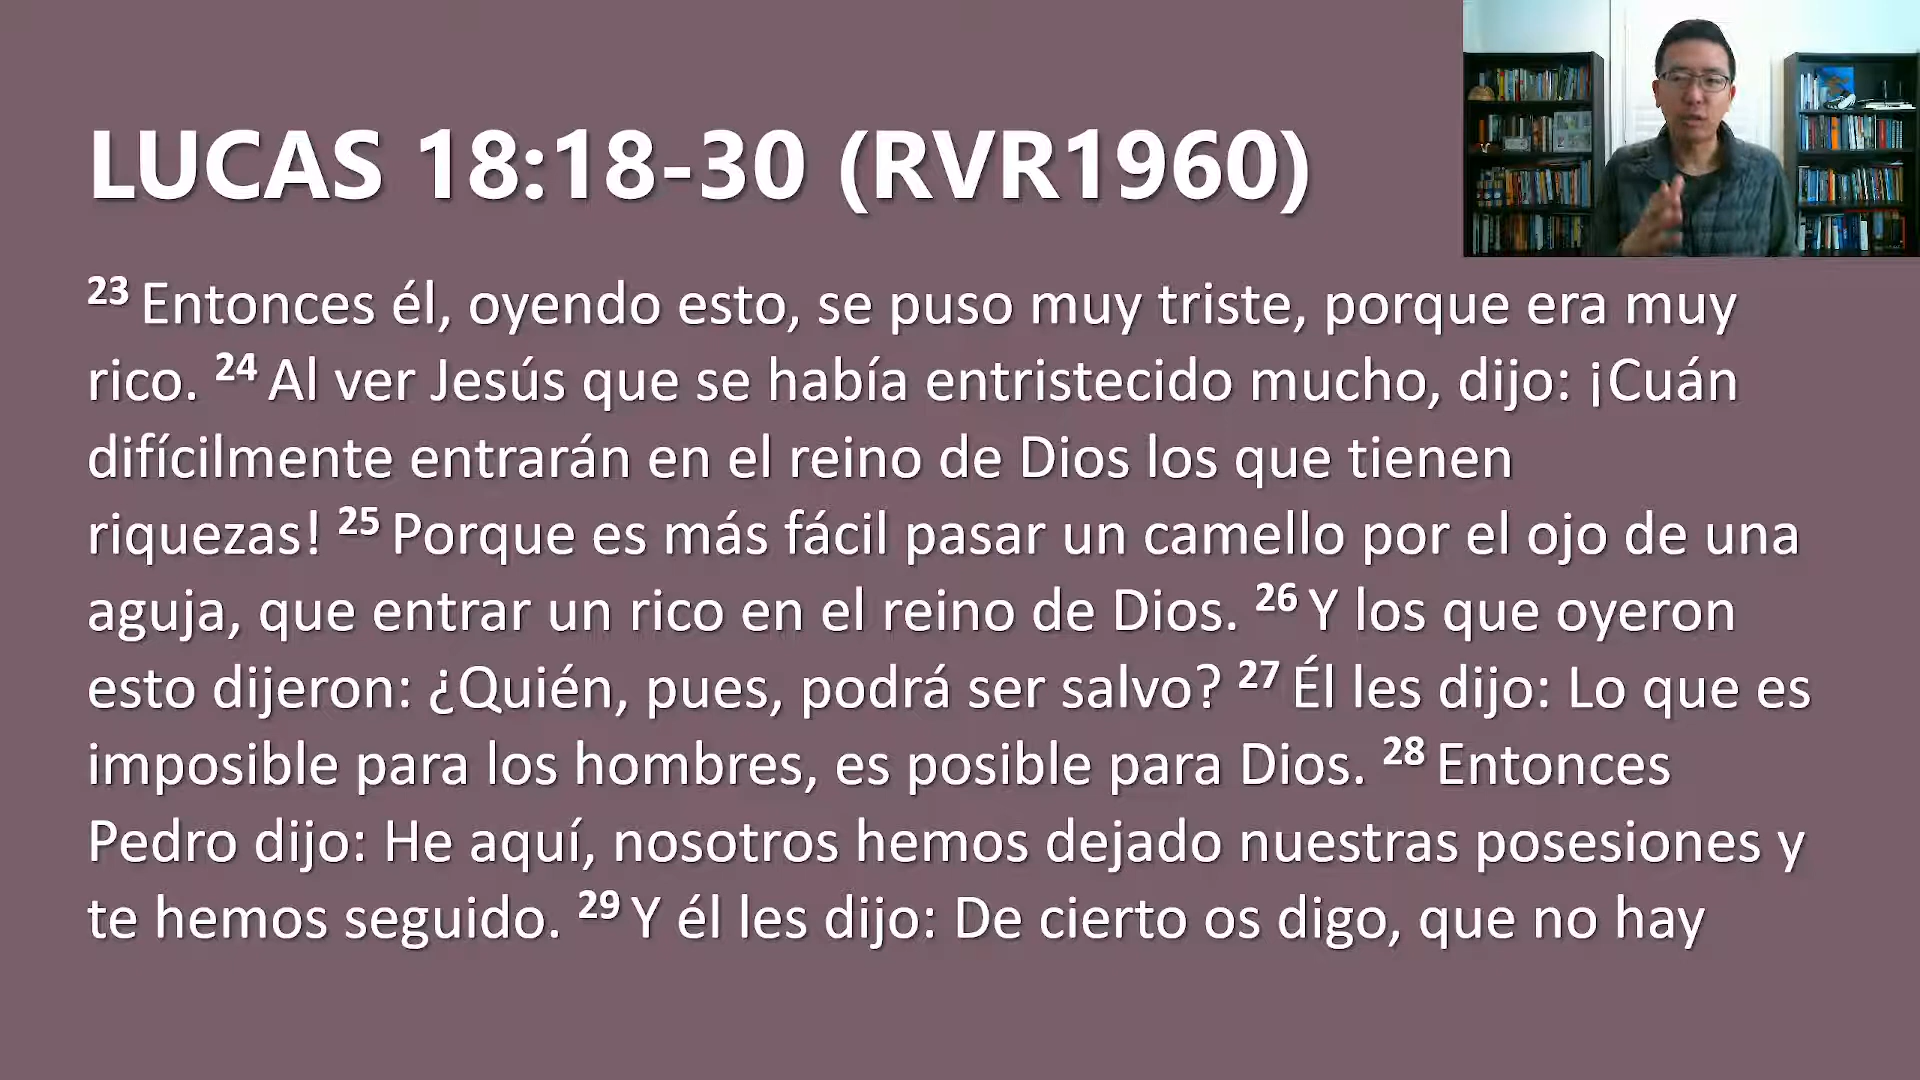 LUCAS 18:18-30 (RVR1960)
23 Entonces él, oyendo esto, se puso muy triste, porque era muy
rico. 24 Al ver Jesús que se había entristecido mucho, dijo: ¡Cuán
difícilmente entrarán en el reino de Dios los que tienen
riquezas! 25 Porque es más fácil pasar un camello por el ojo de una
aguja, que entrar un rico en el reino de Dios. 26 Y los que oyeron
esto dijeron: ¿Quién, pues, podrá ser salvo? 27 Él les dijo: Lo que es
imposible para los hombres, es posible para Dios. 28 Entonces
Pedro dijo: He aquí, nosotros hemos dejado nuestras posesiones y
te hemos seguido. 29 Y él les dijo: De cierto os digo, que no hay